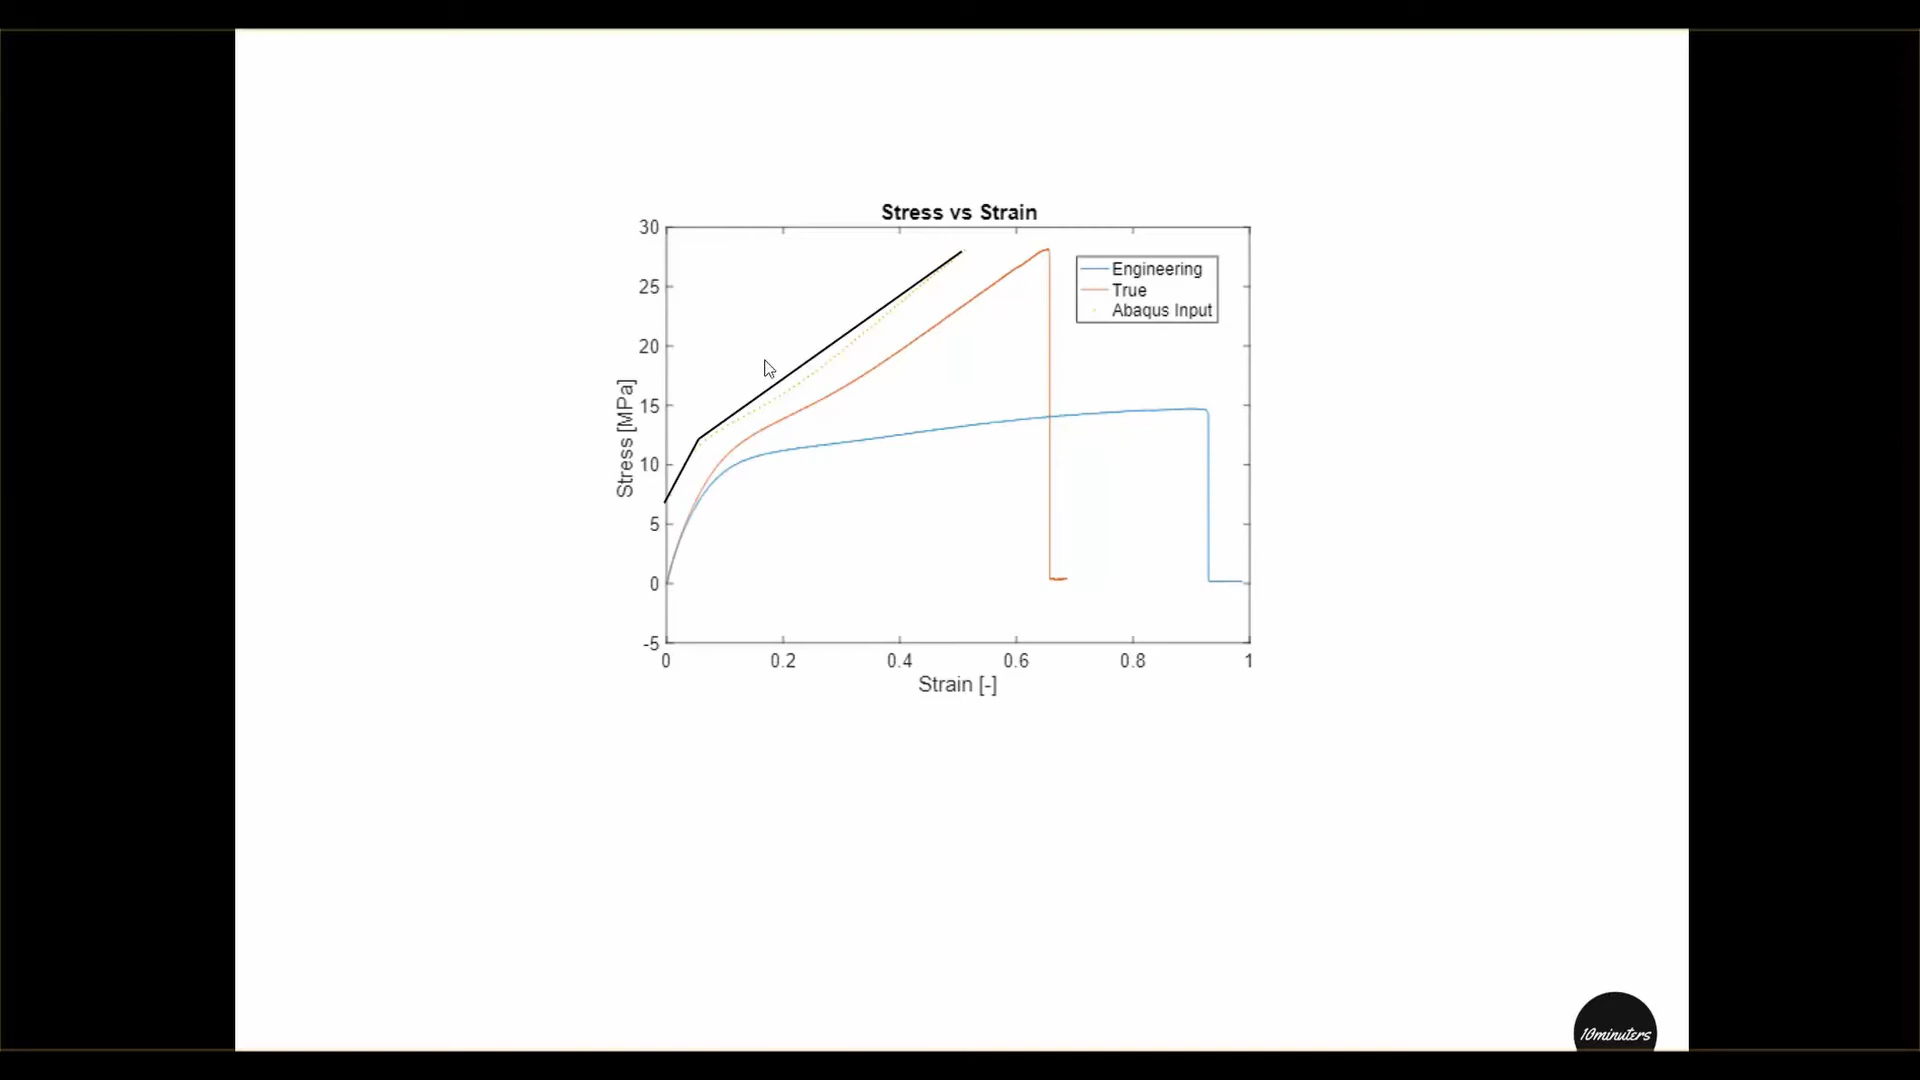 Stress vs Strain
30
25
20
15
10
5
0
-5
Stress [MPa]
Engineering
True
Abaqus Input
0 0.2 0.4 0.6 0.8 1
Strain [-]
10minuters